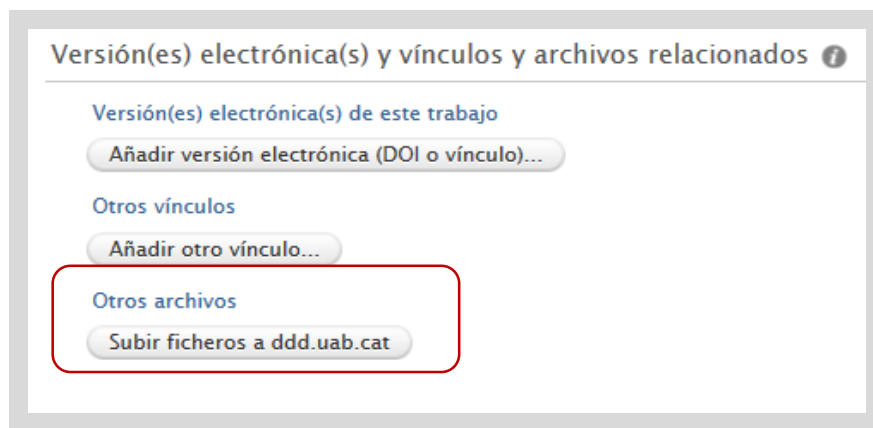 Versión(es) electrónica(s) y vínculos y archivos relacionados i
Versión(es) electrónica(s) de este trabajo
Añadir versión electrónica (DOI o vínculo)...
Otros vínculos
Añadir otro vínculo...
Otros archivos
Subir ficheros a ddd.uab.cat